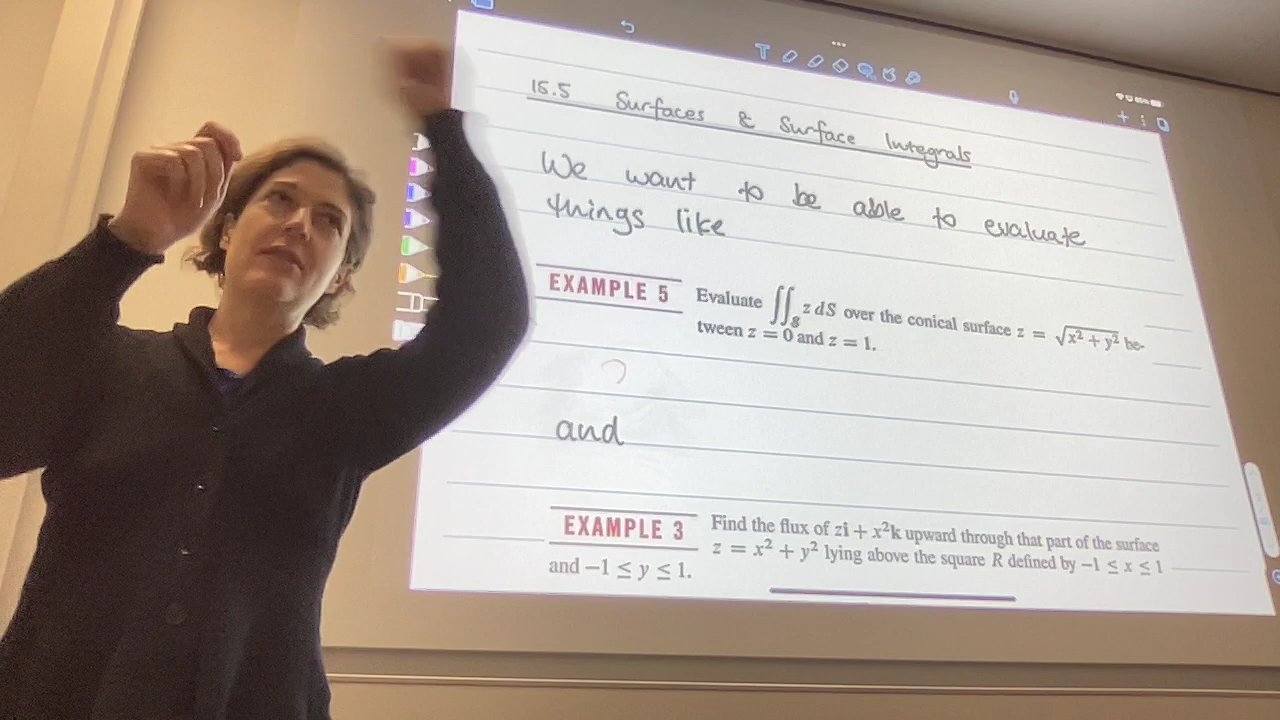 15.5 Surfaces & Surface Integrals
We want to be able to evaluate
things like
EXAMPLE 5 Evaluate ∬_S z dS over the conical surface z = √(x² + y²) be-
tween z = 0 and z = 1.
and
EXAMPLE 3 Find the flux of zi + x²k upward through that part of the surface
z = x² + y² lying above the square R defined by −1 ≤ x ≤ 1
and −1 ≤ y ≤ 1.